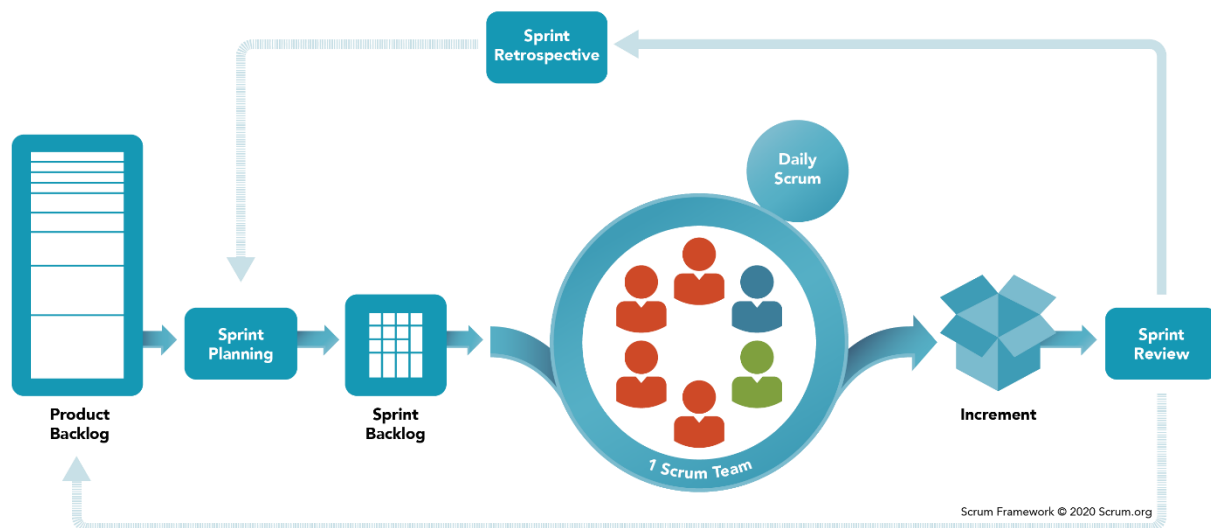 Sprint
Retrospective
Daily
Scrum
Sprint
Planning
Sprint
Review
Product
Backlog
Sprint
Backlog
1 Scrum Team
Increment
Scrum Framework © 2020 Scrum.org